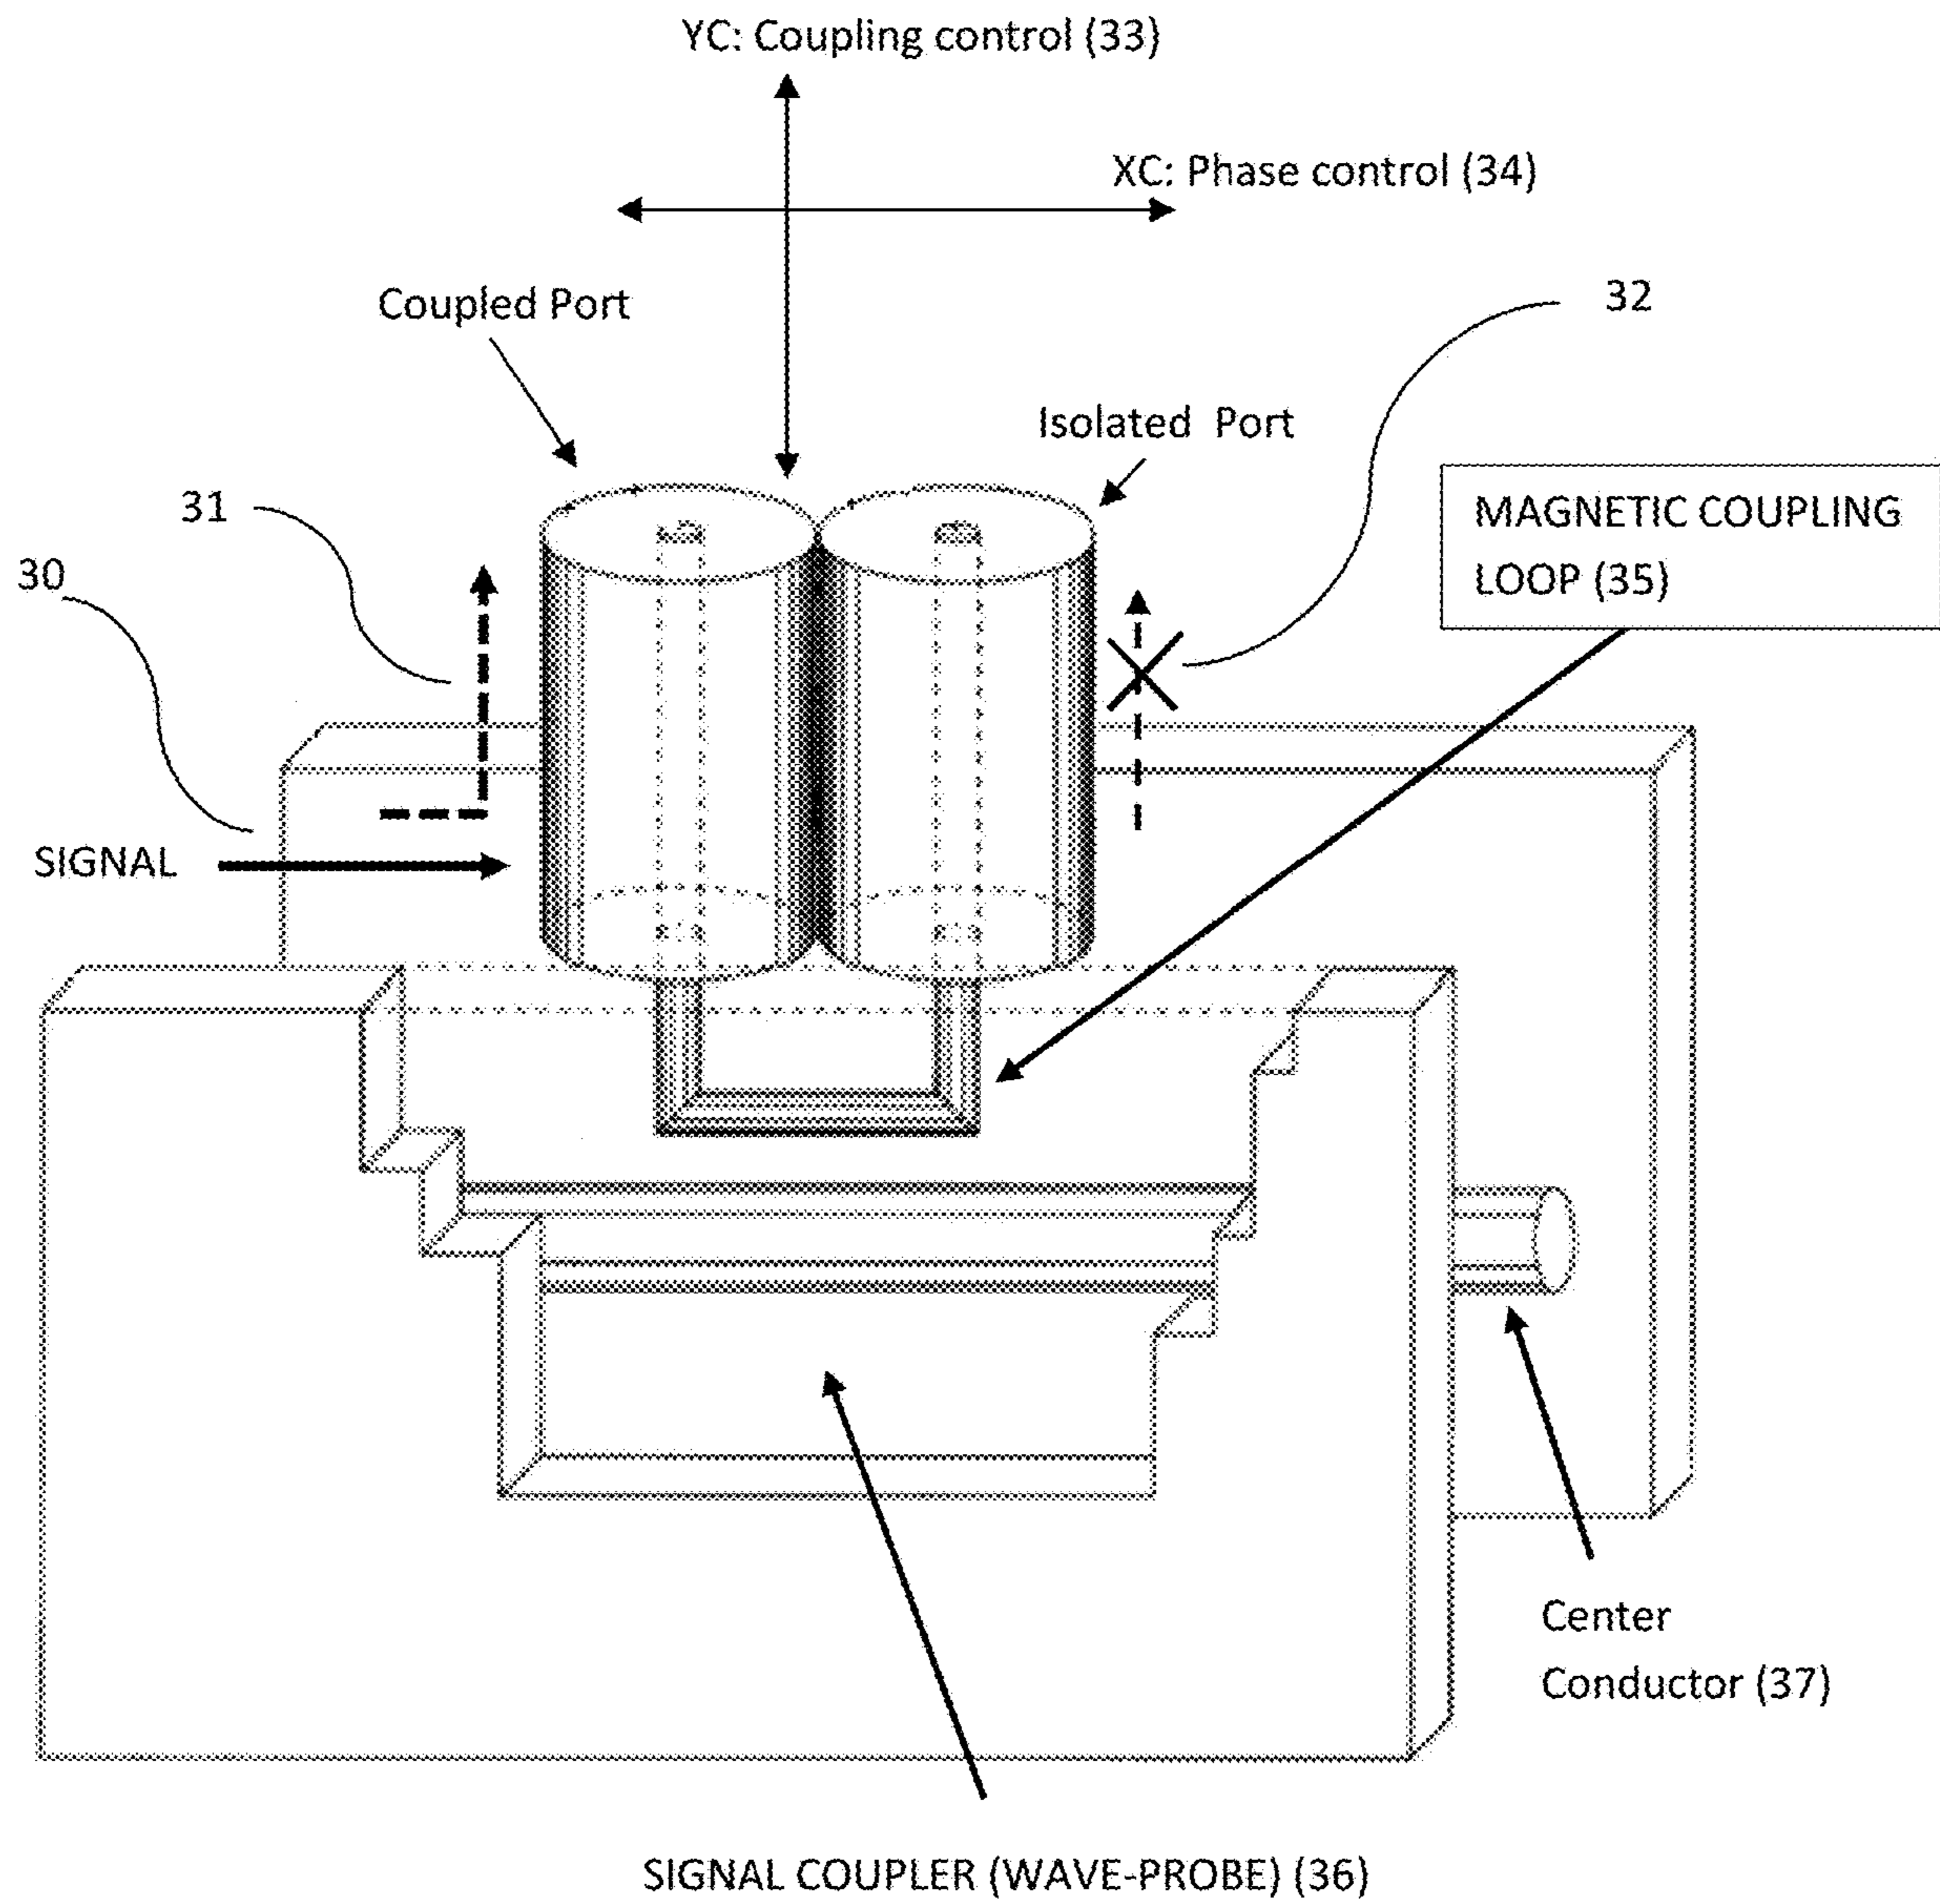 YC: Coupling control (33)
XC: Phase control (34)
Coupled Port
32
Isolated Port
31
MAGNETIC COUPLING
LOOP (35)
30
SIGNAL
Center
Conductor (37)
SIGNAL COUPLER (WAVE-PROBE) (36)